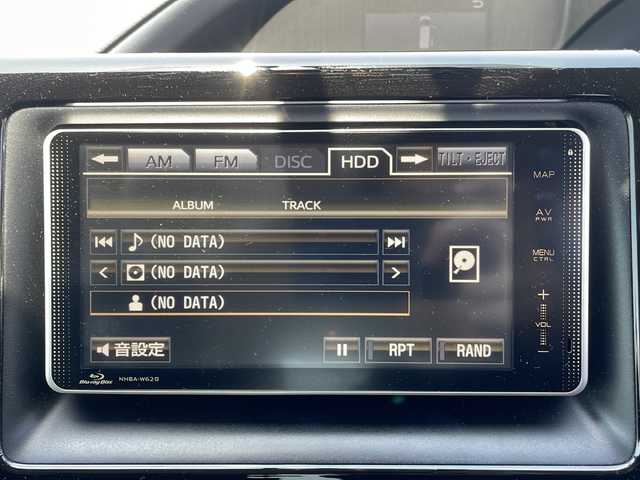 AM FM DISC HDD TILT・EJECT
ALBUM TRACK
(NO DATA)
(NO DATA)
(NO DATA)
音設定 RPT RAND
MAP
AV
PWR
MENU
CTRL
+
VOL
−
Blu-ray Disc NHBA-W62G